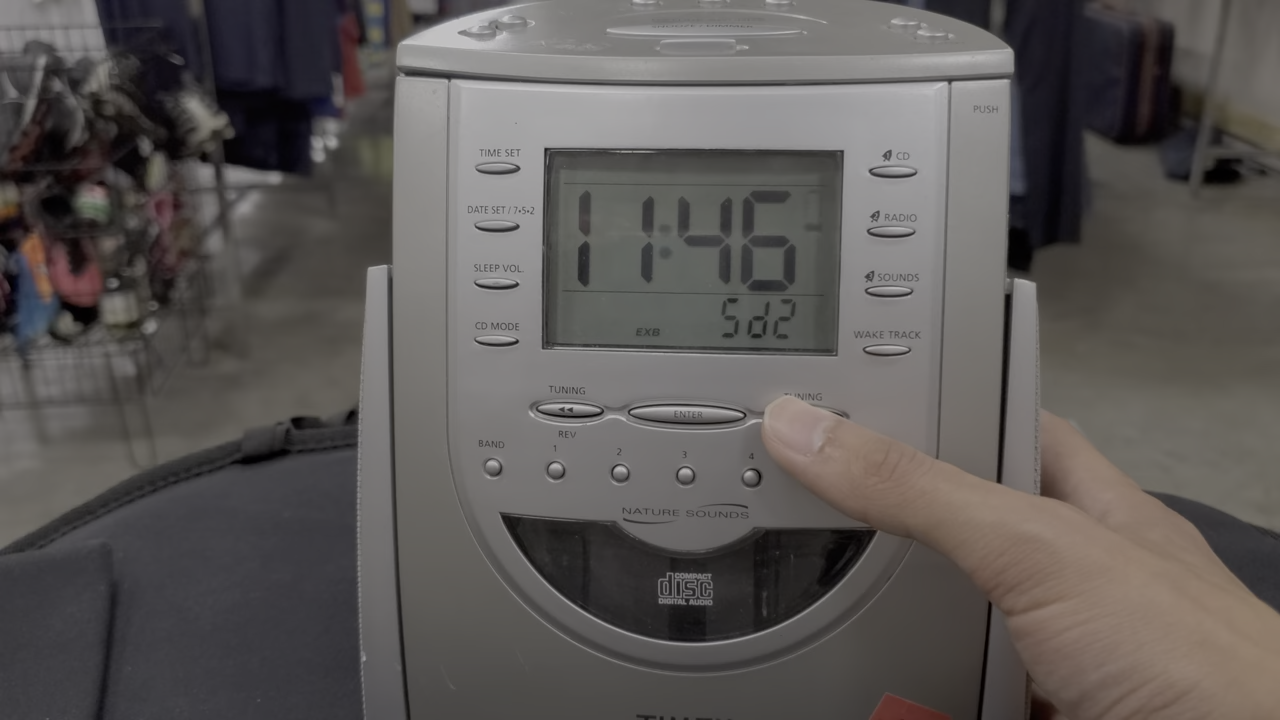 PUSH
TIME SET
CD
DATE SET / 7•5•2
RADIO
11:46
SLEEP VOL.
SOUNDS
EXB
5d2
CD MODE
WAKE TRACK
TUNING
ENTER
TUNING
REV
BAND
1
2
3
4
NATURE SOUNDS
COMPACT
disc
DIGITAL AUDIO